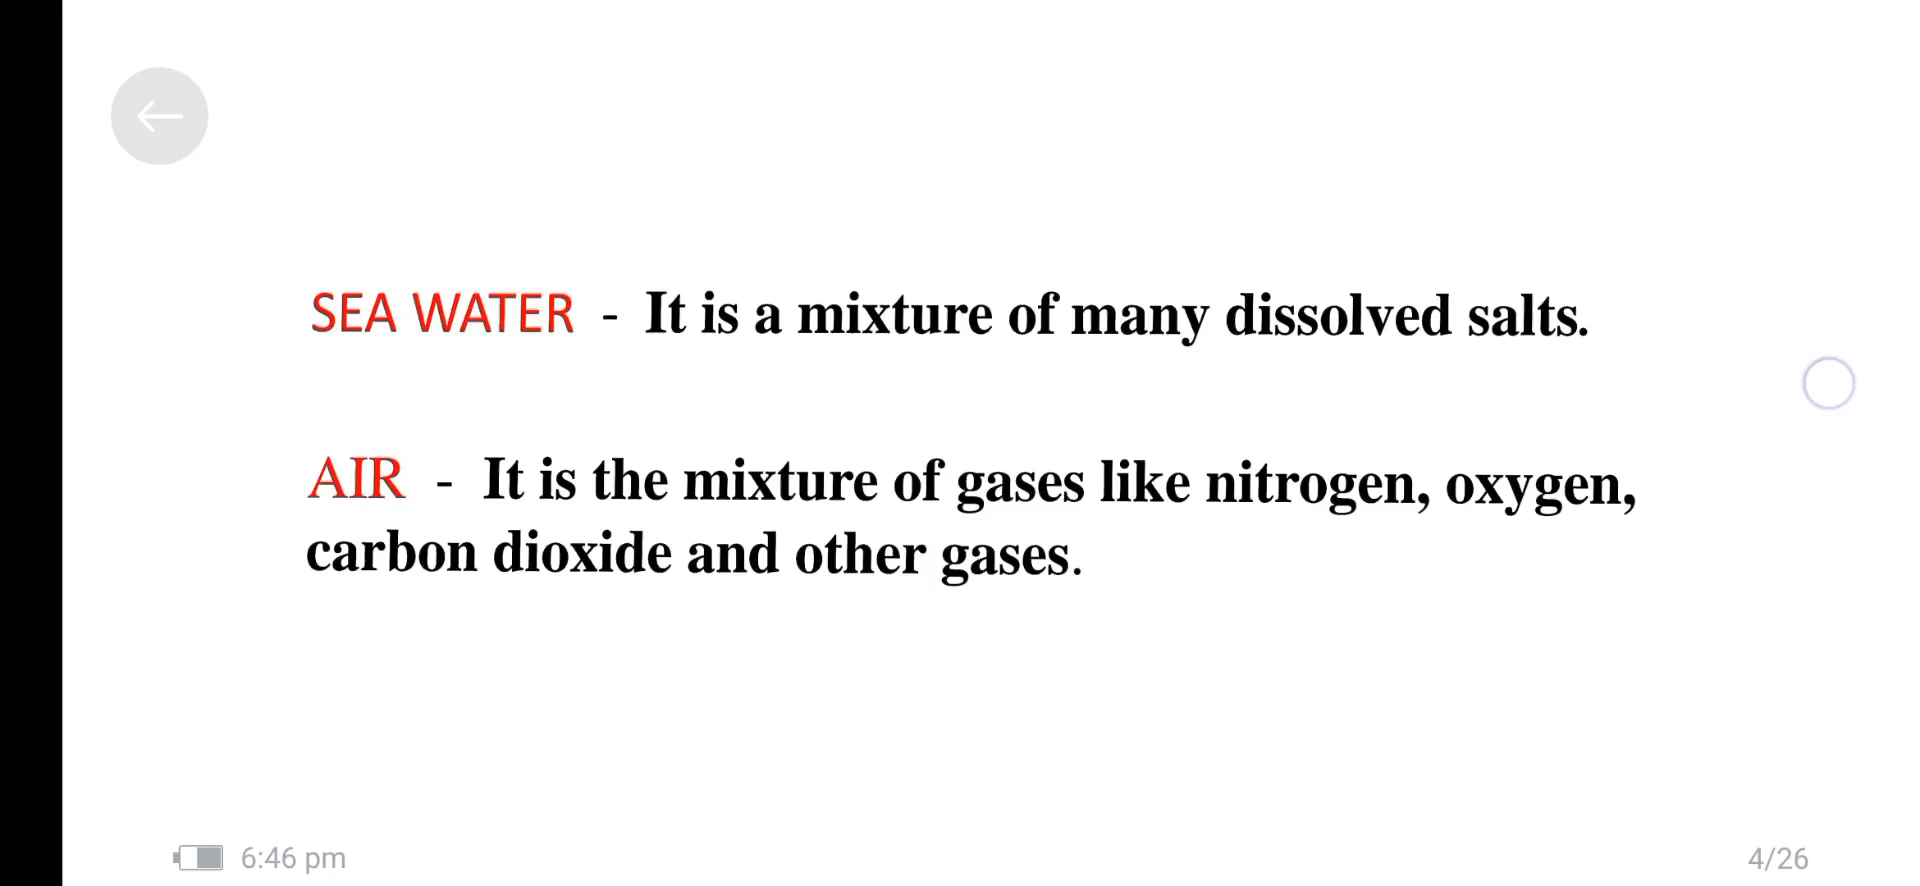 SEA WATER - It is a mixture of many dissolved salts.
AIR - It is the mixture of gases like nitrogen, oxygen,
carbon dioxide and other gases.
6:46 pm
4/26